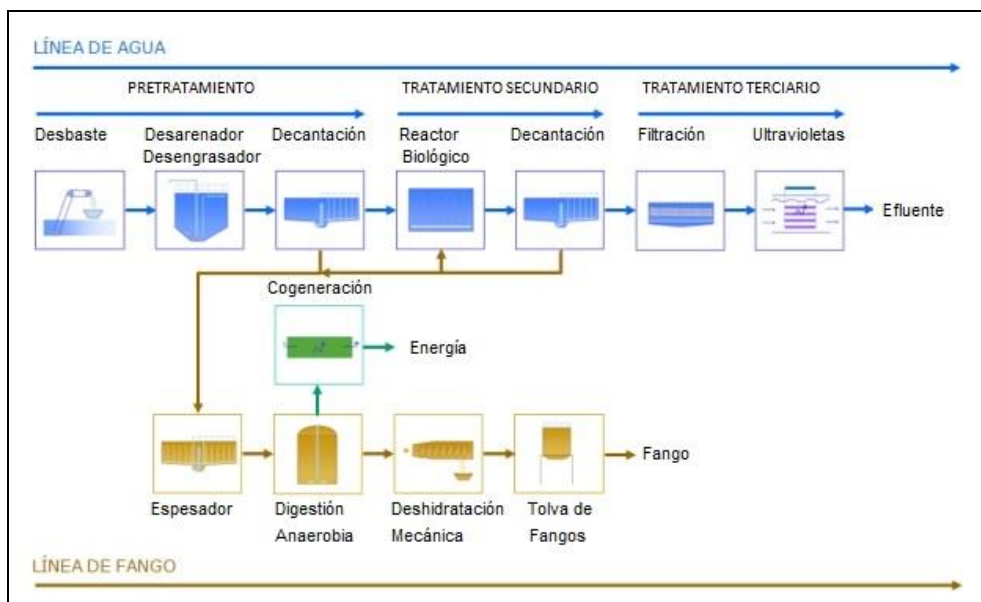 LÍNEA DE AGUA
PRETRATAMIENTO
TRATAMIENTO SECUNDARIO
TRATAMIENTO TERCIARIO
Desbaste
Desarenador
Desengrasador
Decantación
Reactor
Biológico
Decantación
Filtración
Ultravioletas
Efluente
Cogeneración
Energía
Fango
Espesador
Digestión
Anaerobia
Deshidratación
Mecánica
Tolva de
Fangos
LÍNEA DE FANGO